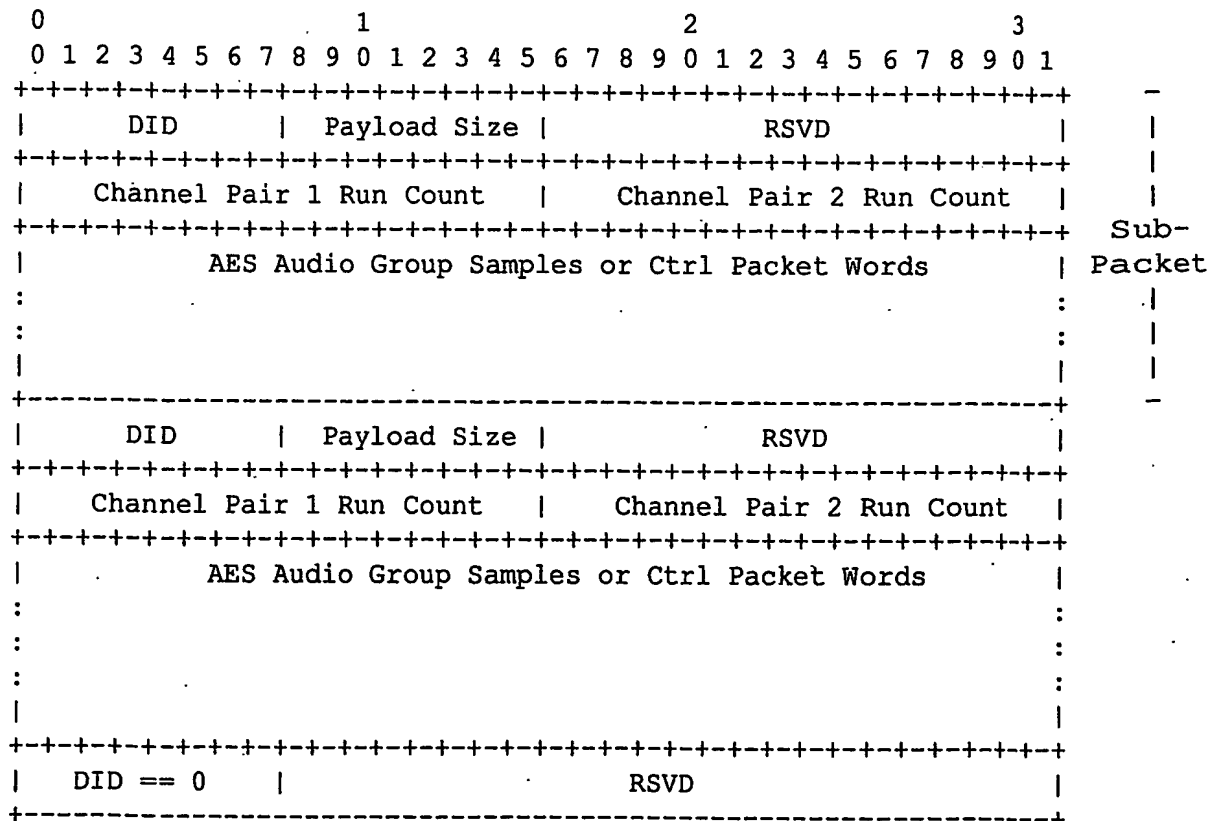 0 1 2 3
0 1 2 3 4 5 6 7 8 9 0 1 2 3 4 5 6 7 8 9 0 1 2 3 4 5 6 7 8 9 0 1
+-+-+-+-+-+-+-+-+-+-+-+-+-+-+-+-+-+-+-+-+-+-+-+-+-+-+-+-+-+-+-+-+ -
| DID | Payload Size | RSVD | |
+-+-+-+-+-+-+-+-+-+-+-+-+-+-+-+-+-+-+-+-+-+-+-+-+-+-+-+-+-+-+-+-+ |
| Channel Pair 1 Run Count | Channel Pair 2 Run Count | |
+-+-+-+-+-+-+-+-+-+-+-+-+-+-+-+-+-+-+-+-+-+-+-+-+-+-+-+-+-+-+-+-+ Sub-
| AES Audio Group Samples or Ctrl Packet Words | Packet
: : |
: : |
| | |
+---------------------------------------------------------------+ -
| DID | Payload Size | RSVD |
+-+-+-+-+-+-+-+-+-+-+-+-+-+-+-+-+-+-+-+-+-+-+-+-+-+-+-+-+-+-+-+-+
| Channel Pair 1 Run Count | Channel Pair 2 Run Count |
+-+-+-+-+-+-+-+-+-+-+-+-+-+-+-+-+-+-+-+-+-+-+-+-+-+-+-+-+-+-+-+-+
| AES Audio Group Samples or Ctrl Packet Words |
: :
: :
: :
| |
+-+-+-+-+-+-+-+-+-+-+-+-+-+-+-+-+-+-+-+-+-+-+-+-+-+-+-+-+-+-+-+-+
| DID == 0 | RSVD |
+---------------------------------------------------------------+